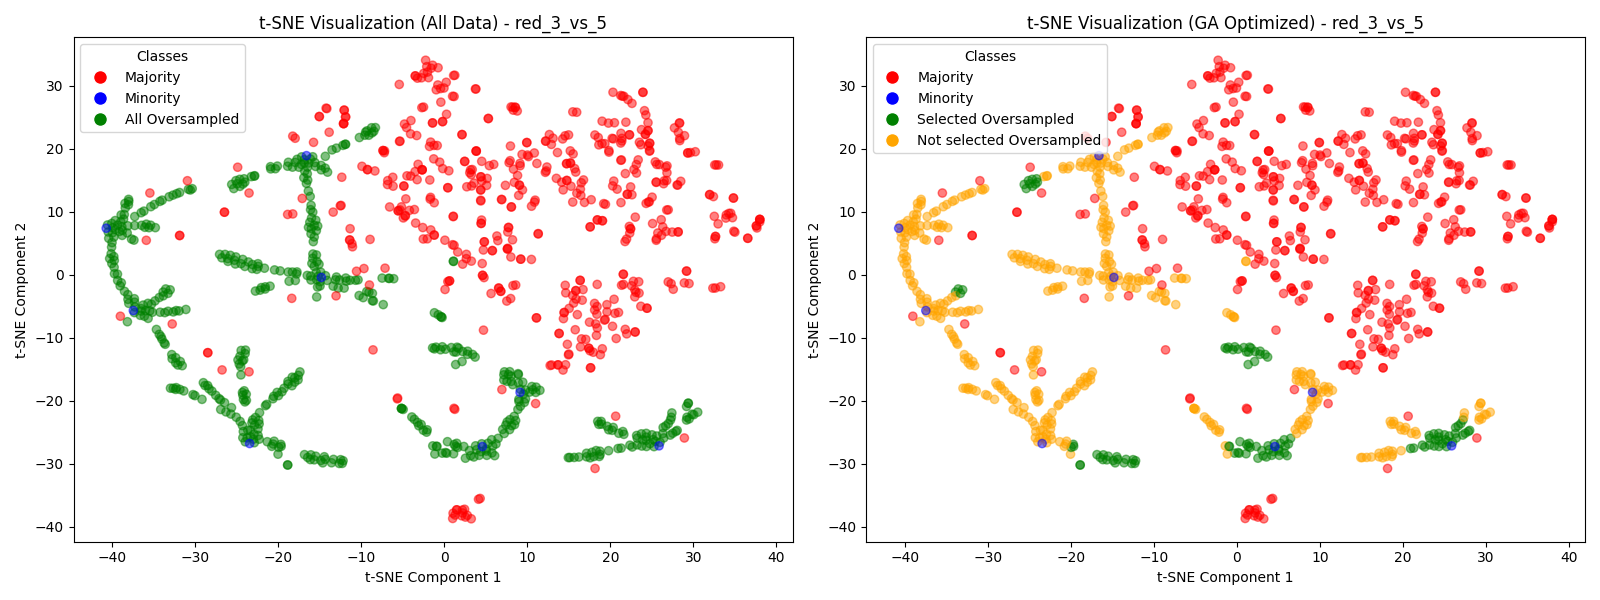 t-SNE Visualization (All Data) - red_3_vs_5
Classes
Majority
Minority
All Oversampled
30
20
10
0
−10
−20
−30
−40
t-SNE Component 2
−40
−30
−20
−10
0
10
20
30
40
t-SNE Component 1
t-SNE Visualization (GA Optimized) - red_3_vs_5
Classes
Majority
Minority
Selected Oversampled
Not selected Oversampled
30
20
10
0
−10
−20
−30
−40
t-SNE Component 2
−40
−30
−20
−10
0
10
20
30
40
t-SNE Component 1